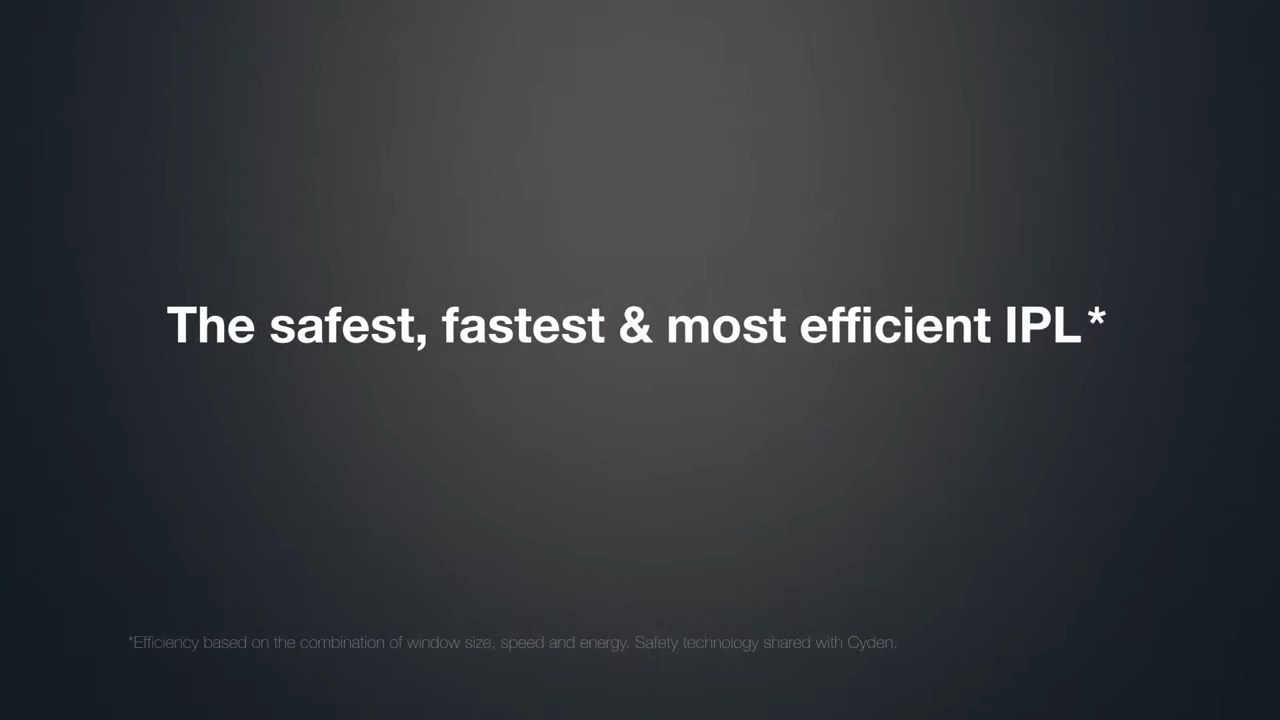 The safest, fastest & most efficient IPL*
*Efficiency based on the combination of window size, speed and energy. Safety technology shared with Cyden.